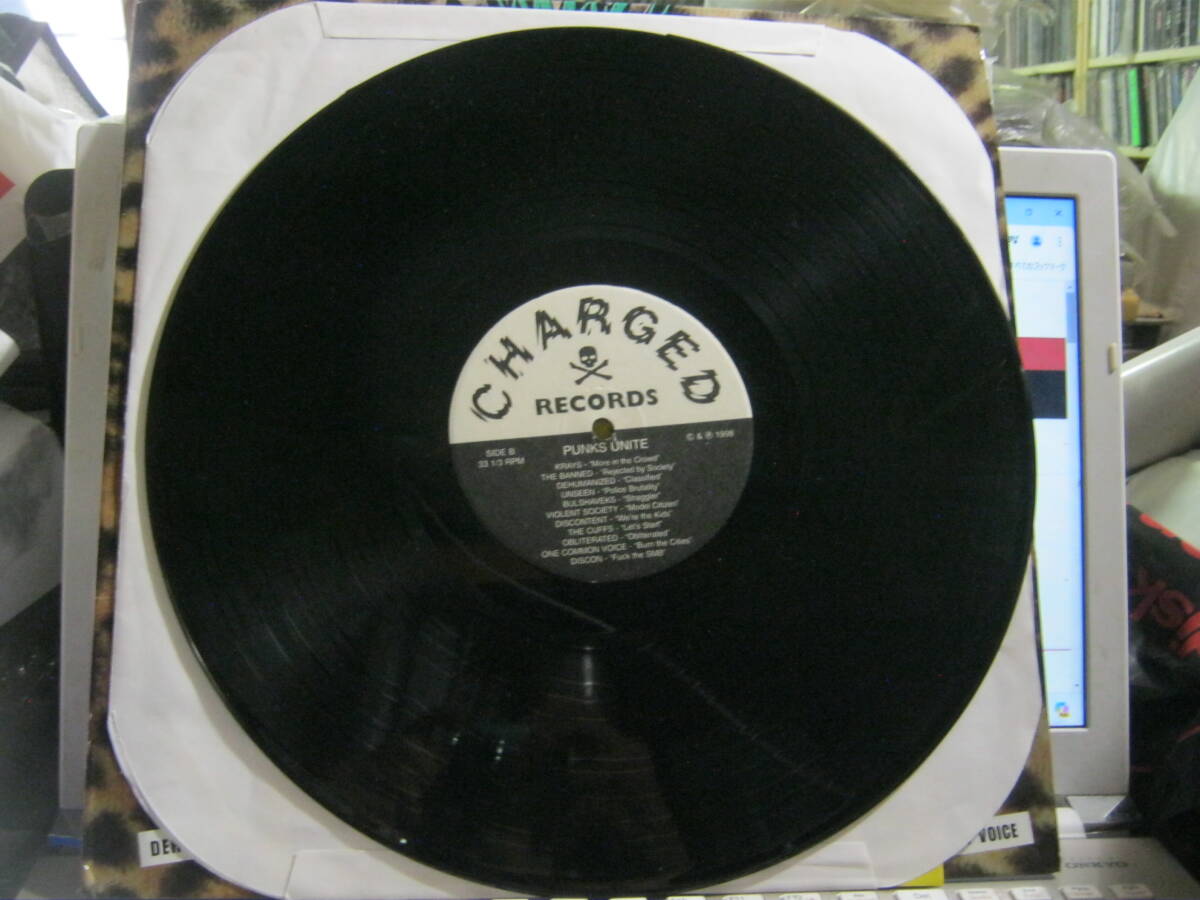 CHARGED
RECORDS
PUNKS UNITE
SIDE B
33 1/3 RPM
© & ℗ 1998
KRAYS - "More in the Crowd"
THE BANNED - "Rejected by Society"
DEHUMANIZED - "Classified"
UNSEEN - "Police Brutality"
BULSHAVEKS - "Straggler"
VIOLENT SOCIETY - "Model Citizen"
DISCONTENT - "We're the Kids"
THE CUFFS - "Let's Start"
OBLITERATED - "Obliterated"
ONE COMMON VOICE - "Burn the Cities"
DISCON - "Fuck the SMB"
VOICE
ONKYO